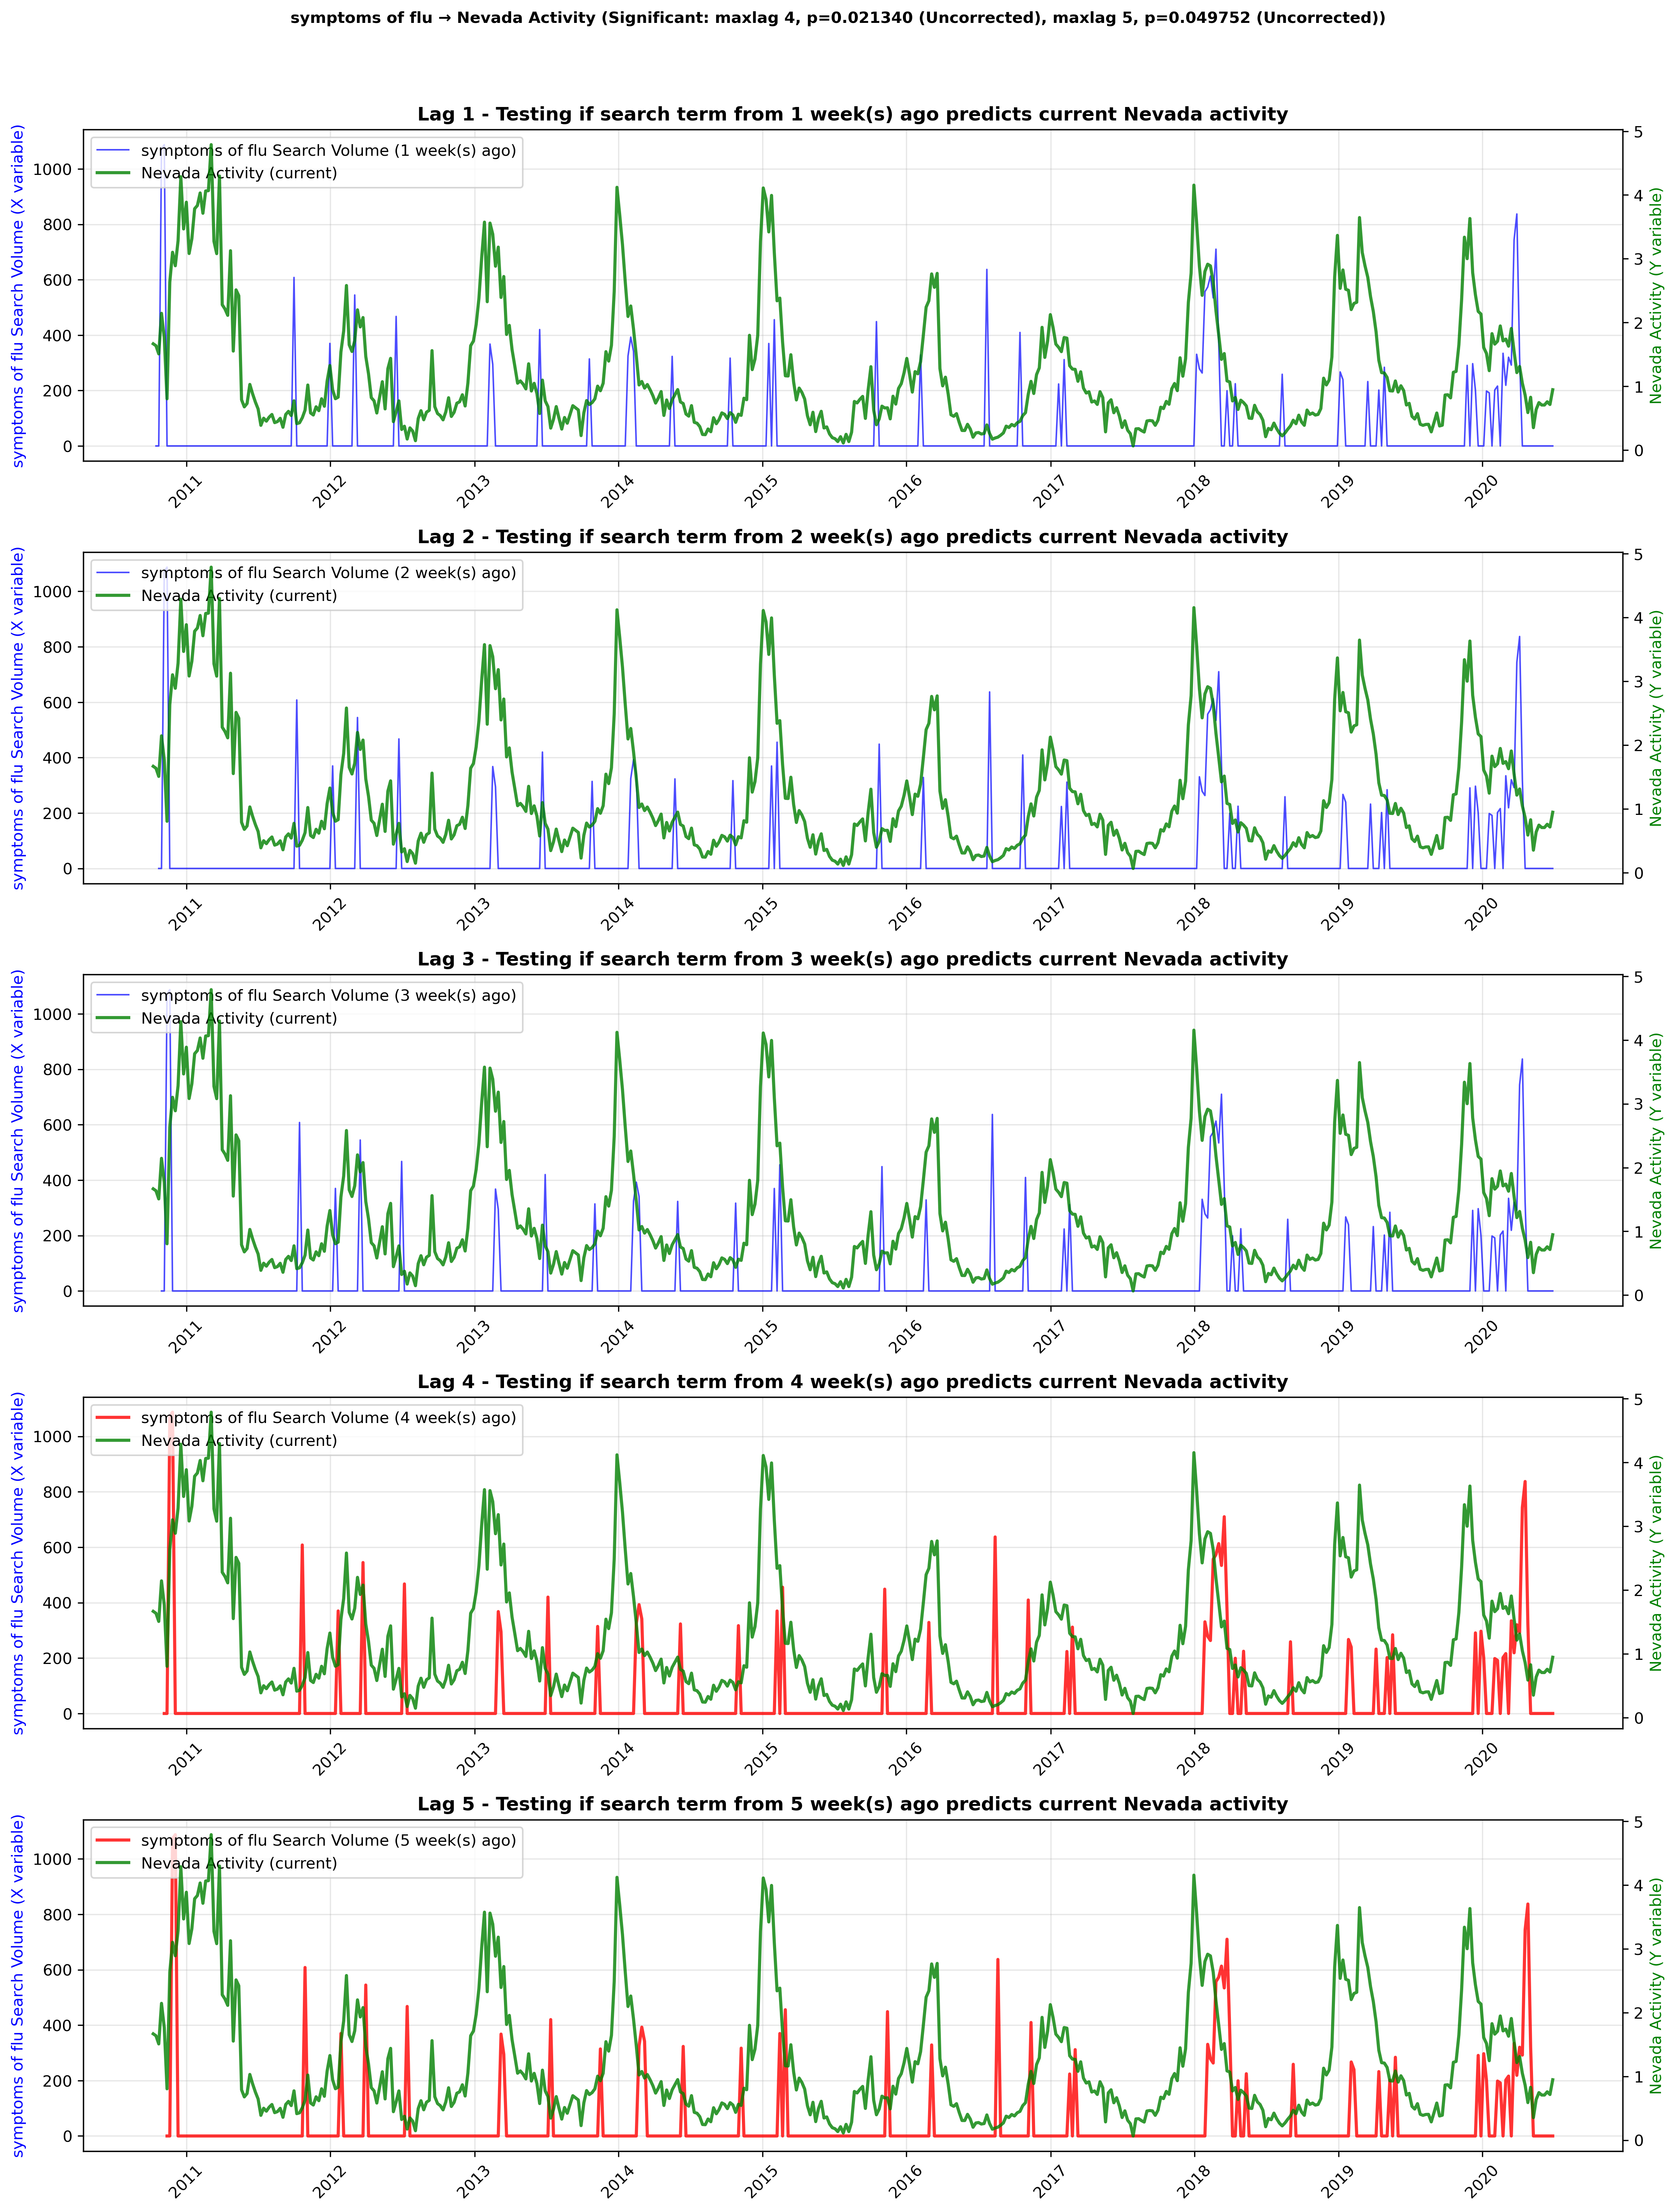 symptoms of flu → Nevada Activity (Significant: maxlag 4, p=0.021340 (Uncorrected), maxlag 5, p=0.049752 (Uncorrected))
Lag 1 - Testing if search term from 1 week(s) ago predicts current Nevada activity
symptoms of flu Search Volume (X variable)
1000
800
600
400
200
0
symptoms of flu Search Volume (1 week(s) ago)
Nevada Activity (current)
5
4
3
2
1
0
Nevada Activity (Y variable)
2011 2012 2013 2014 2015 2016 2017 2018 2019 2020
Lag 2 - Testing if search term from 2 week(s) ago predicts current Nevada activity
symptoms of flu Search Volume (X variable)
1000
800
600
400
200
0
symptoms of flu Search Volume (2 week(s) ago)
Nevada Activity (current)
5
4
3
2
1
0
Nevada Activity (Y variable)
2011 2012 2013 2014 2015 2016 2017 2018 2019 2020
Lag 3 - Testing if search term from 3 week(s) ago predicts current Nevada activity
symptoms of flu Search Volume (X variable)
1000
800
600
400
200
0
symptoms of flu Search Volume (3 week(s) ago)
Nevada Activity (current)
5
4
3
2
1
0
Nevada Activity (Y variable)
2011 2012 2013 2014 2015 2016 2017 2018 2019 2020
Lag 4 - Testing if search term from 4 week(s) ago predicts current Nevada activity
symptoms of flu Search Volume (X variable)
1000
800
600
400
200
0
symptoms of flu Search Volume (4 week(s) ago)
Nevada Activity (current)
5
4
3
2
1
0
Nevada Activity (Y variable)
2011 2012 2013 2014 2015 2016 2017 2018 2019 2020
Lag 5 - Testing if search term from 5 week(s) ago predicts current Nevada activity
symptoms of flu Search Volume (X variable)
1000
800
600
400
200
0
symptoms of flu Search Volume (5 week(s) ago)
Nevada Activity (current)
5
4
3
2
1
0
Nevada Activity (Y variable)
2011 2012 2013 2014 2015 2016 2017 2018 2019 2020